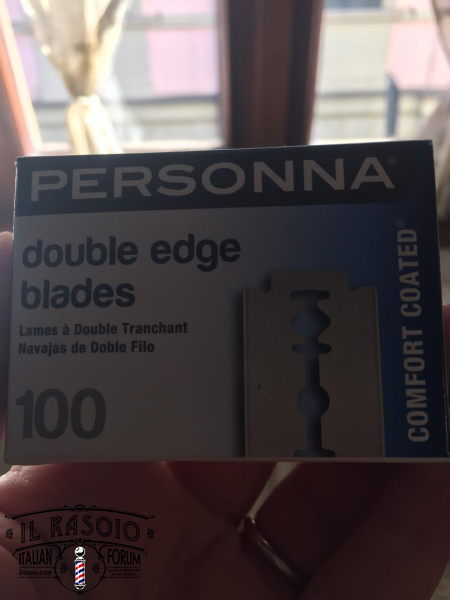 PERSONNA®
double edge
blades
Lames à Double Tranchant
Navajas de Doble Filo
100
COMFORT COATED®
IL RASOIO
ITALIAN FORUM